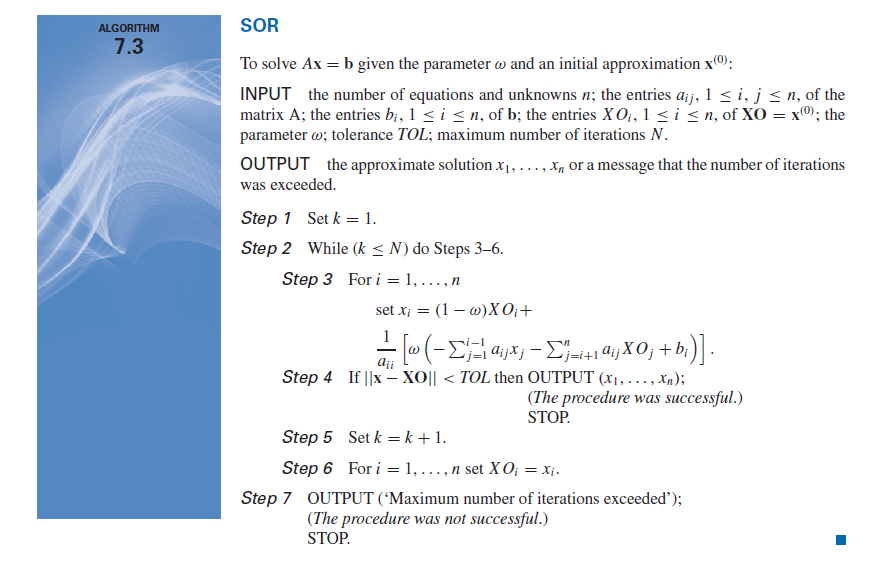 ALGORITHM
7.3
SOR
To solve Ax = b given the parameter ω and an initial approximation x⁽⁰⁾:
INPUT the number of equations and unknowns n; the entries aᵢⱼ, 1 ≤ i, j ≤ n, of the
matrix A; the entries bᵢ, 1 ≤ i ≤ n, of b; the entries XOᵢ, 1 ≤ i ≤ n, of XO = x⁽⁰⁾; the
parameter ω; tolerance TOL; maximum number of iterations N.
OUTPUT the approximate solution x₁, . . . , xₙ or a message that the number of iterations
was exceeded.
Step 1 Set k = 1.
Step 2 While (k ≤ N) do Steps 3–6.
Step 3 For i = 1, . . . , n
set xᵢ = (1 − ω)XOᵢ+
1/aᵢᵢ [ω (−∑ⱼ₌₁ⁱ⁻¹ aᵢⱼxⱼ − ∑ⱼ₌ᵢ₊₁ⁿ aᵢⱼXOⱼ + bᵢ)].
Step 4 If ||x − XO|| < TOL then OUTPUT (x₁, . . . , xₙ);
(The procedure was successful.)
STOP.
Step 5 Set k = k + 1.
Step 6 For i = 1, . . . , n set XOᵢ = xᵢ.
Step 7 OUTPUT (‘Maximum number of iterations exceeded’);
(The procedure was not successful.)
STOP.